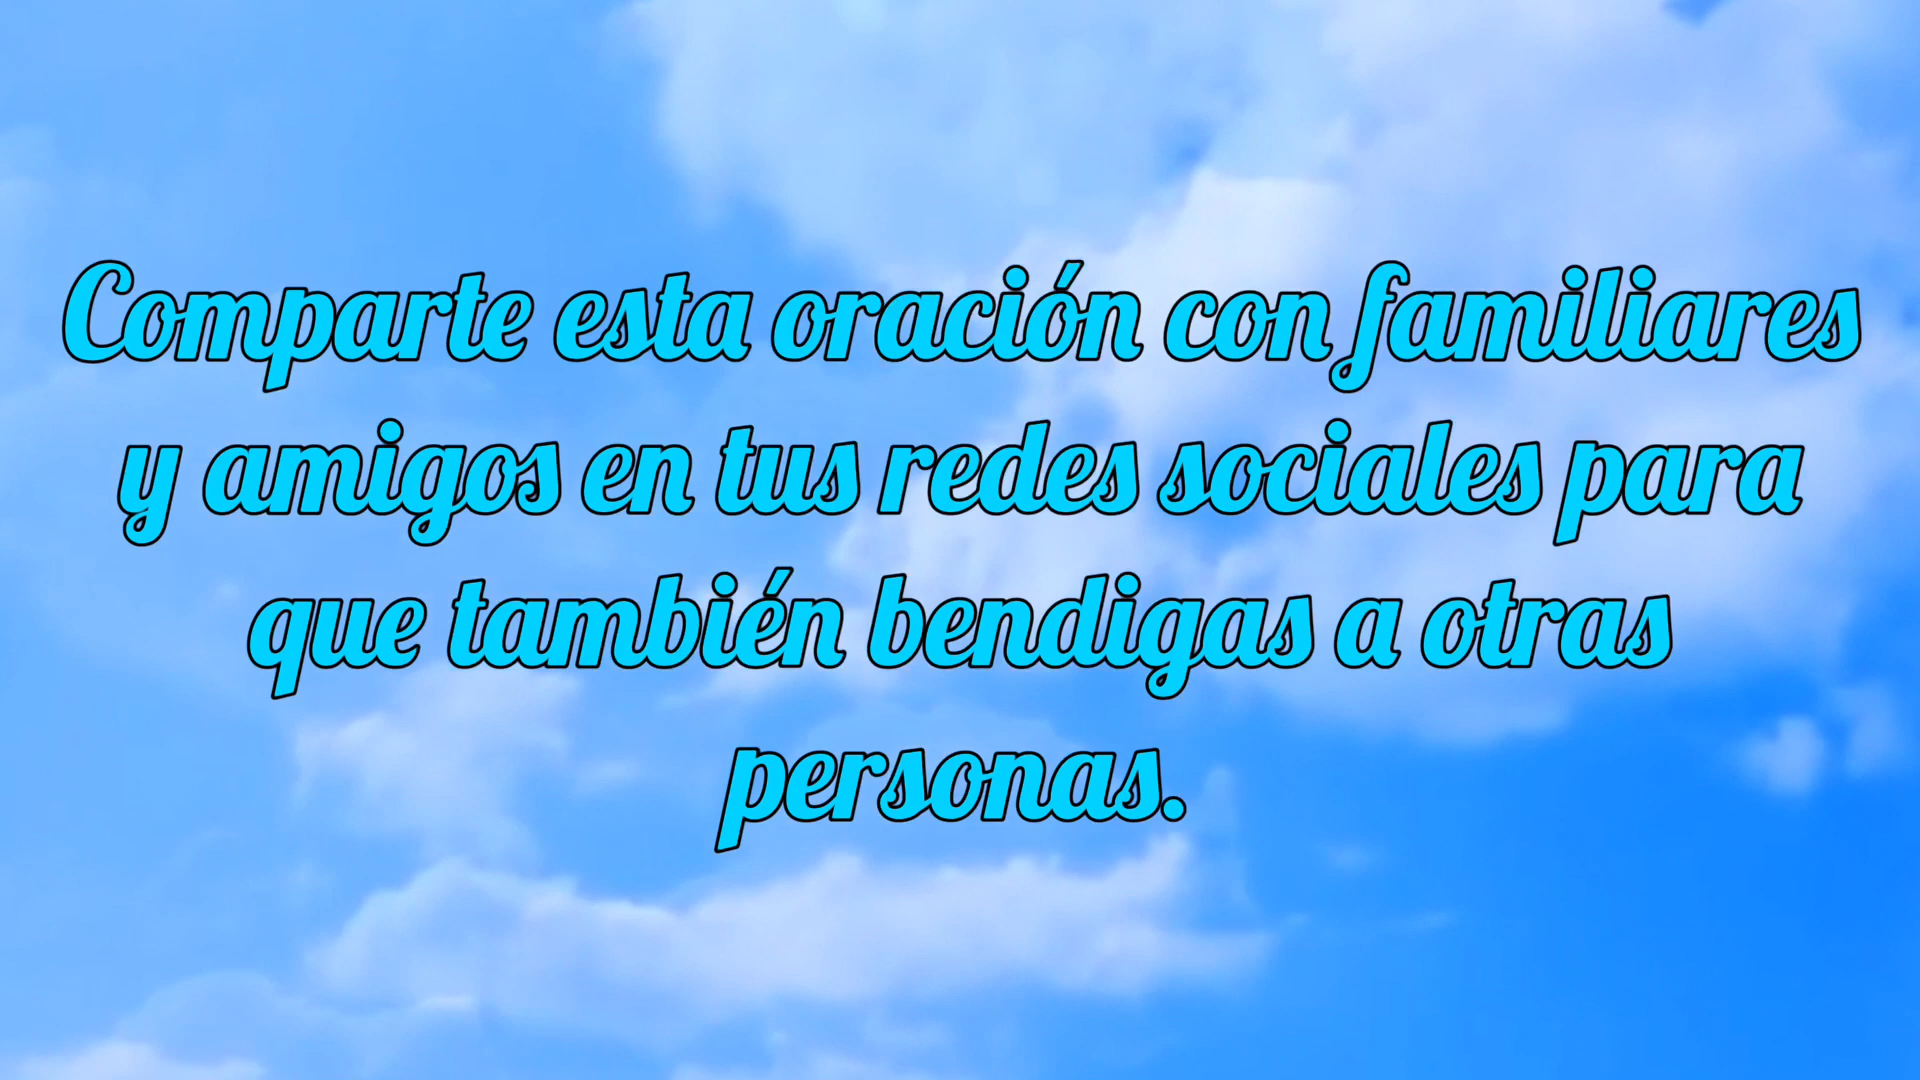 Comparte esta oración con familiares
y amigos en tus redes sociales para
que también bendigas a otras
personas.